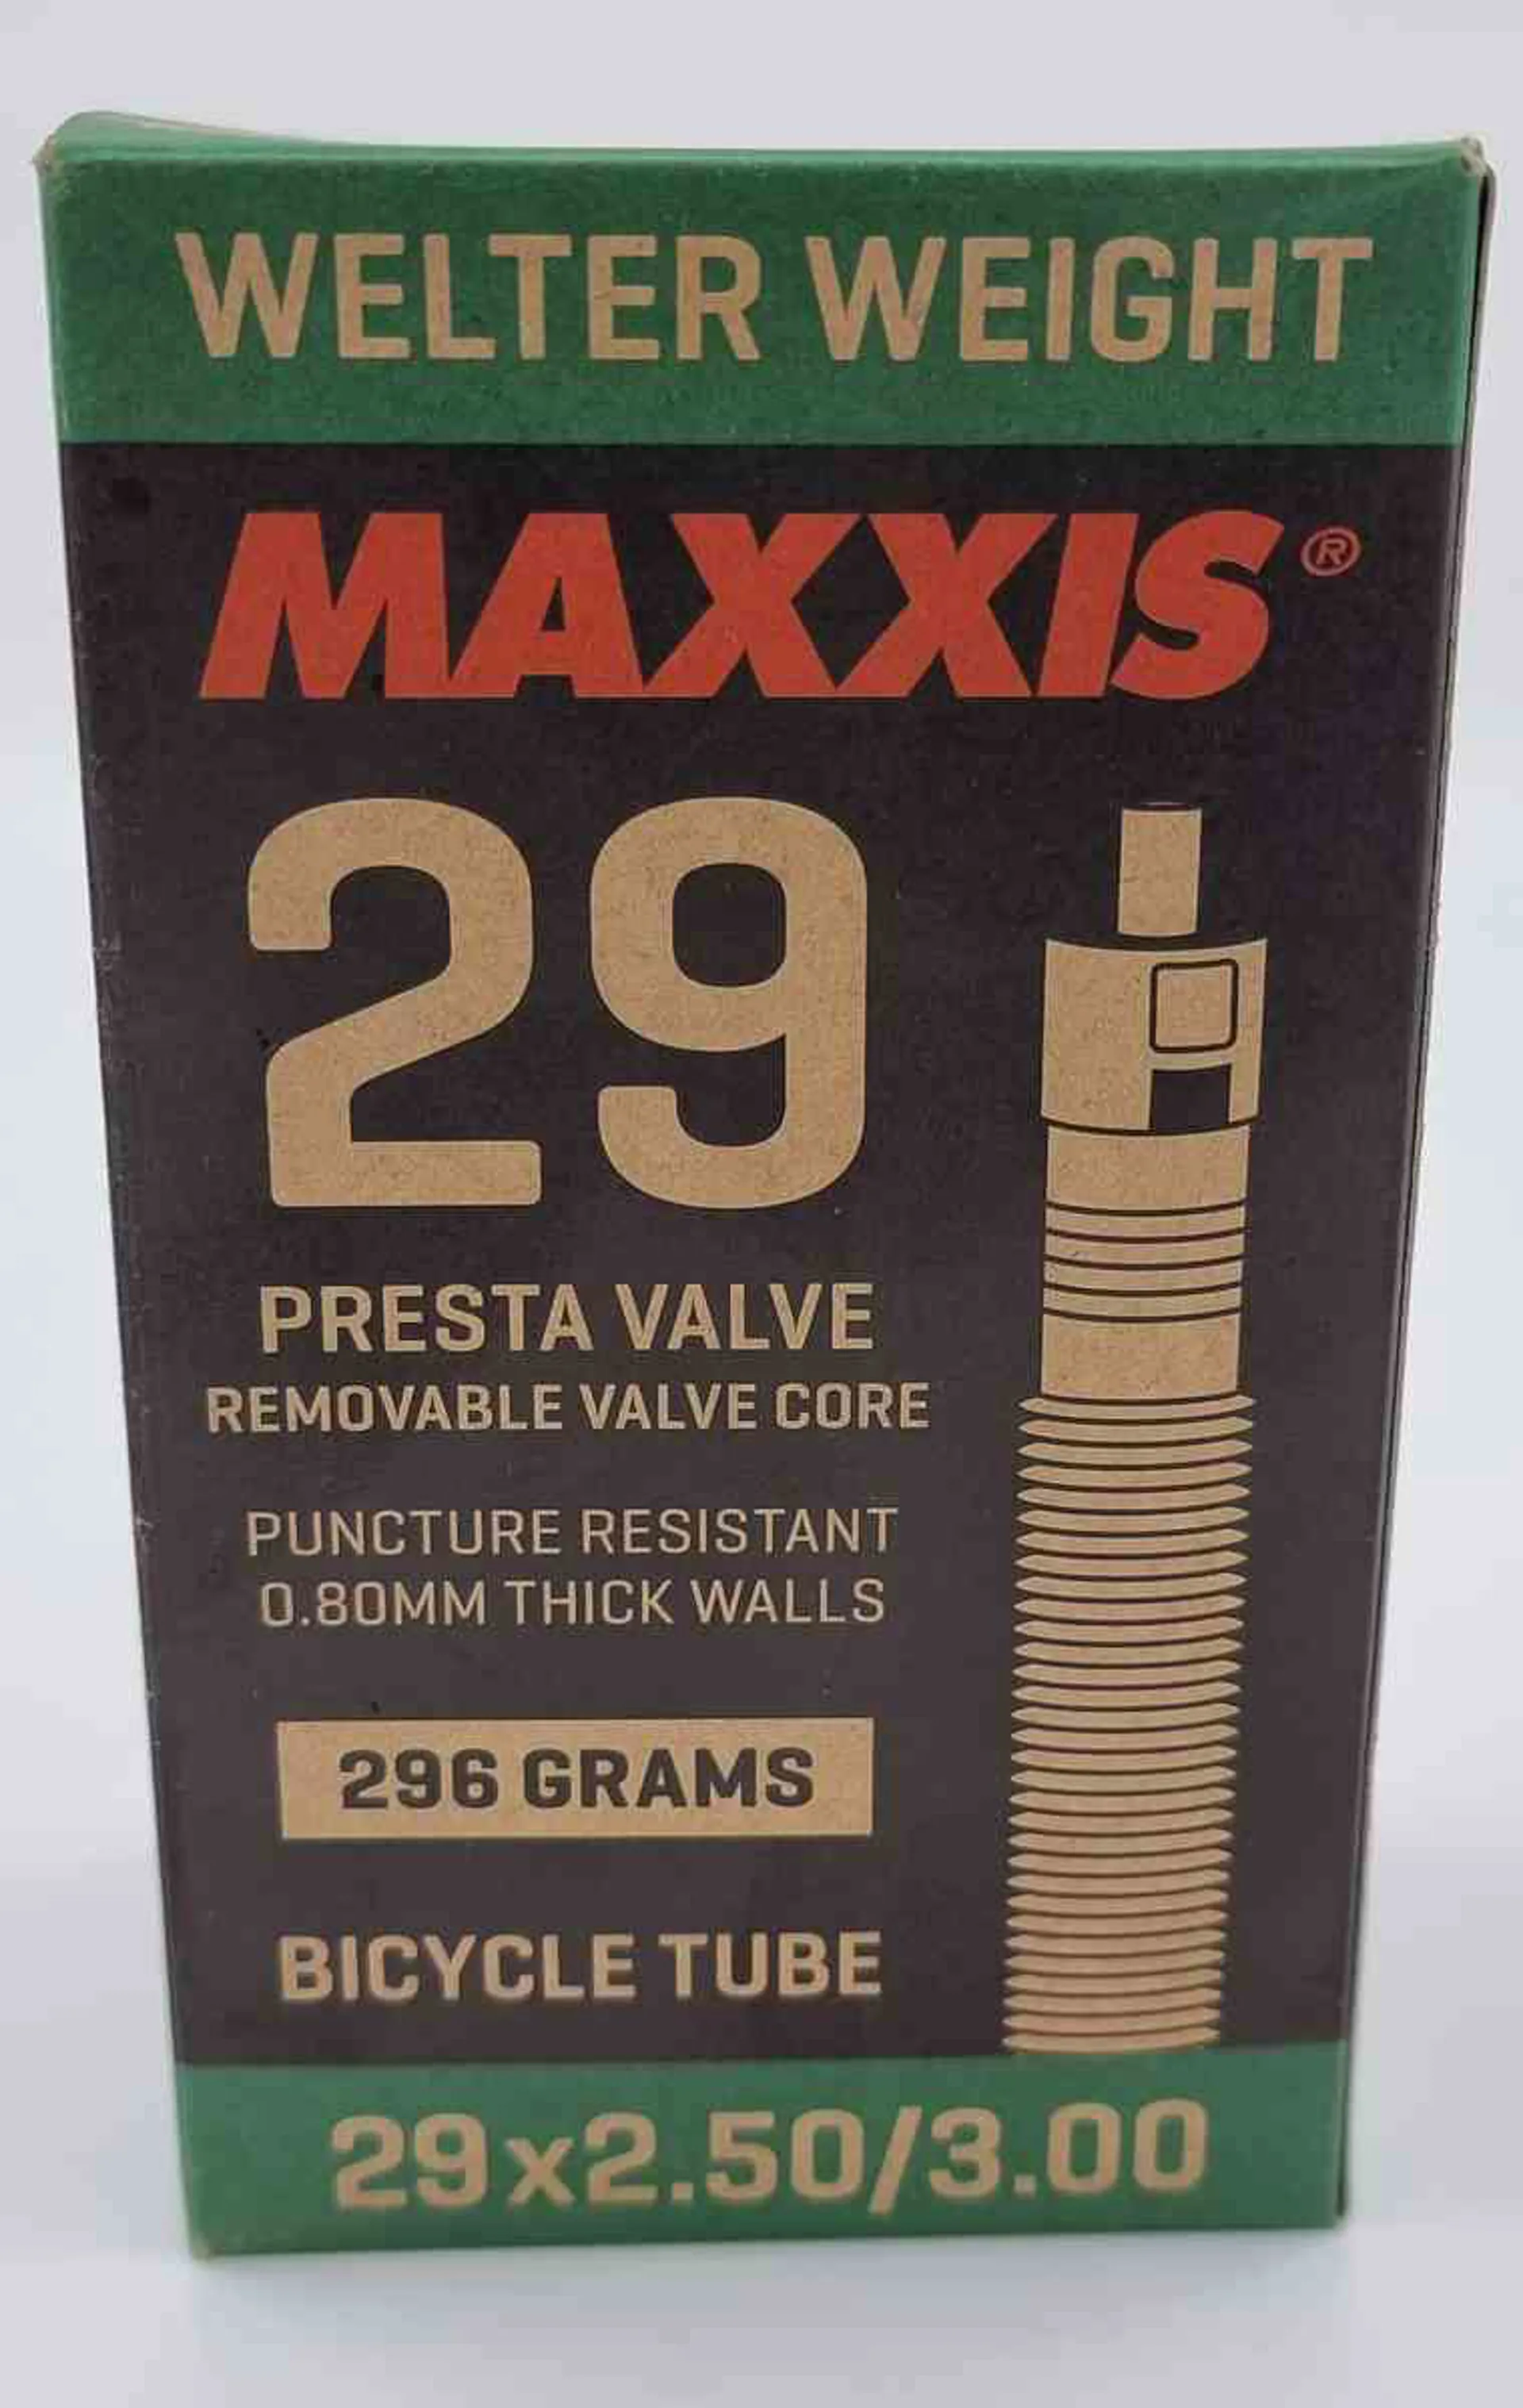 WELTER WEIGHT
MAXXIS®
29
PRESTA VALVE
REMOVABLE VALVE CORE
PUNCTURE RESISTANT
0.80MM THICK WALLS
296 GRAMS
BICYCLE TUBE
29x2.50/3.00